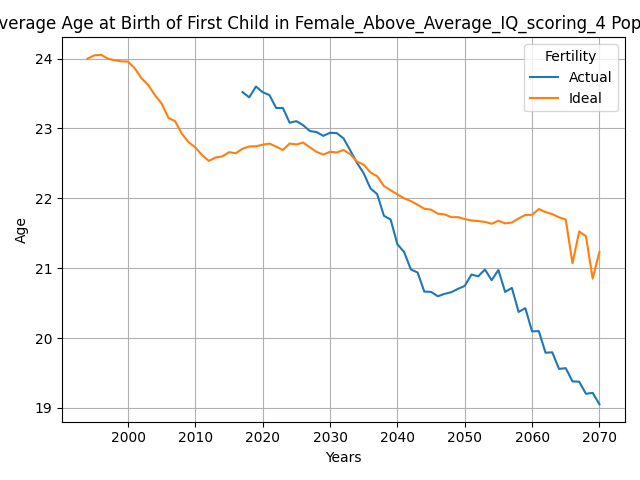 verage Age at Birth of First Child in Female_Above_Average_IQ_scoring_4 Pop
Fertility
Actual
Ideal
24
23
22
21
20
19
Age
2000 2010 2020 2030 2040 2050 2060 2070
Years